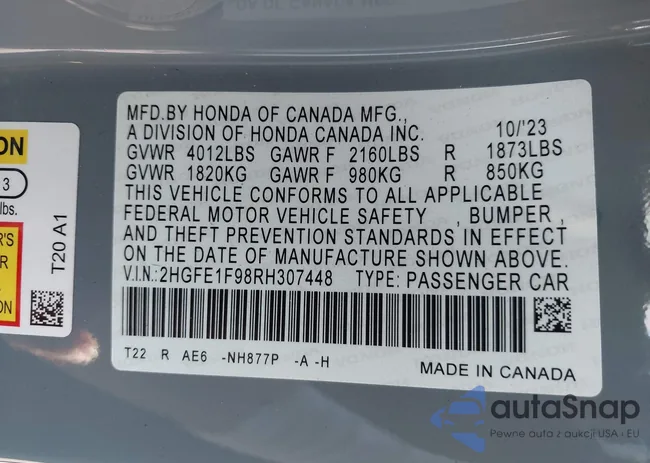 MFD.BY HONDA OF CANADA MFG.,
A DIVISION OF HONDA CANADA INC. 10/'23
GVWR 4012LBS GAWR F 2160LBS R 1873LBS
GVWR 1820KG GAWR F 980KG R 850KG
THIS VEHICLE CONFORMS TO ALL APPLICABLE
FEDERAL MOTOR VEHICLE SAFETY , BUMPER ,
AND THEFT PREVENTION STANDARDS IN EFFECT
ON THE DATE OF MANUFACTURE SHOWN ABOVE.
V.I.N.:2HGFE1F98RH307448 TYPE: PASSENGER CAR
T22 R AE6 -NH877P -A -H
MADE IN CANADA
ON
3
lbs.
R'S
R
L
.
T20 A1
autaSnap
Pewne auta z aukcji USA i EU